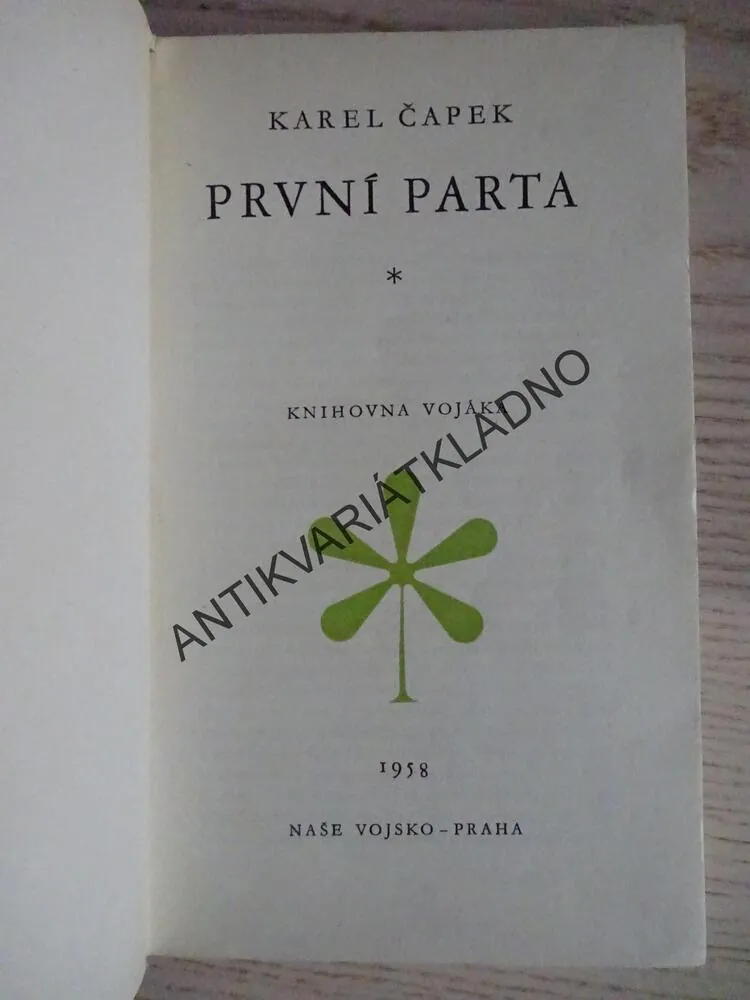 KAREL ČAPEK
PRVNÍ PARTA
*
KNIHOVNA VOJÁKA
ANTIKVARIÁTKLADNO
1958
NAŠE VOJSKO – PRAHA